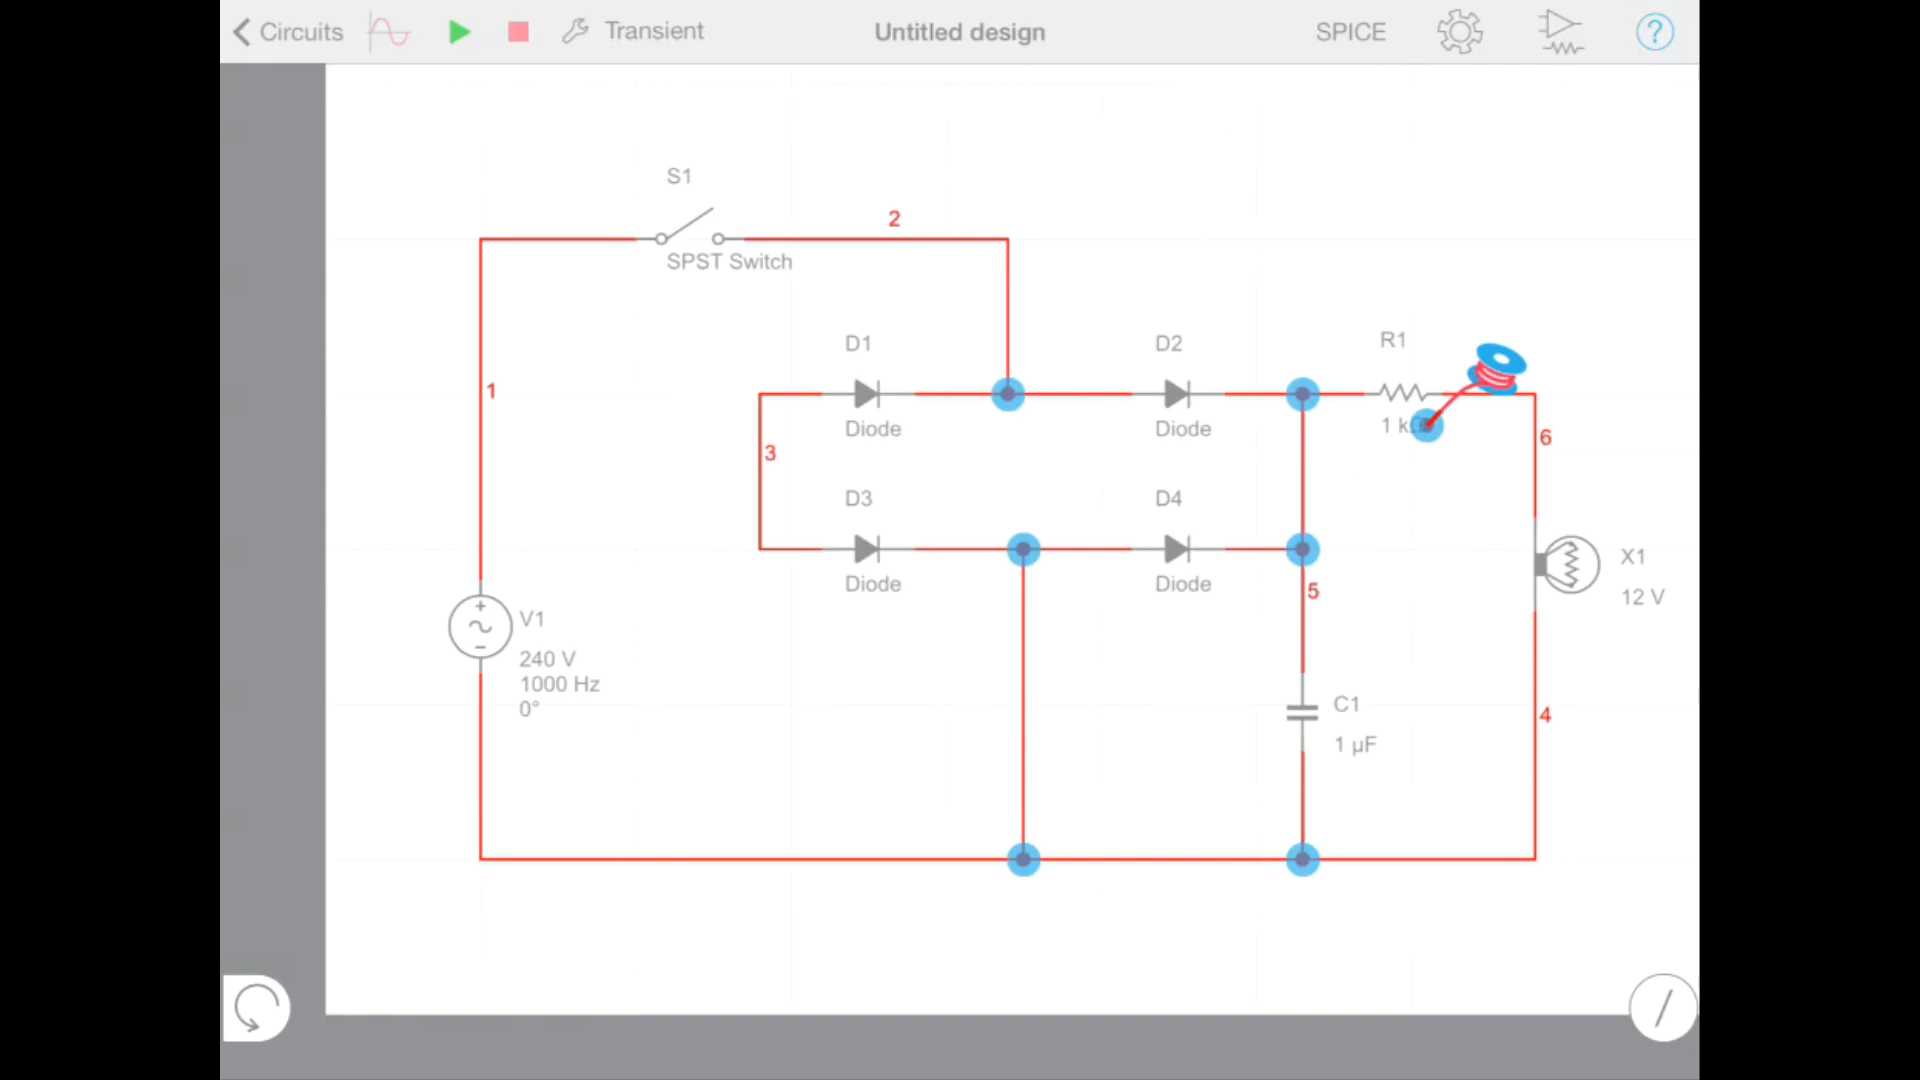 Circuits
Transient
Untitled design
SPICE
?
S1
2
SPST Switch
1
D1
D2
R1
Diode
Diode
1 k
3
6
D3
D4
Diode
Diode
5
X1
12 V
V1
240 V
1000 Hz
0°
C1
1 µF
4